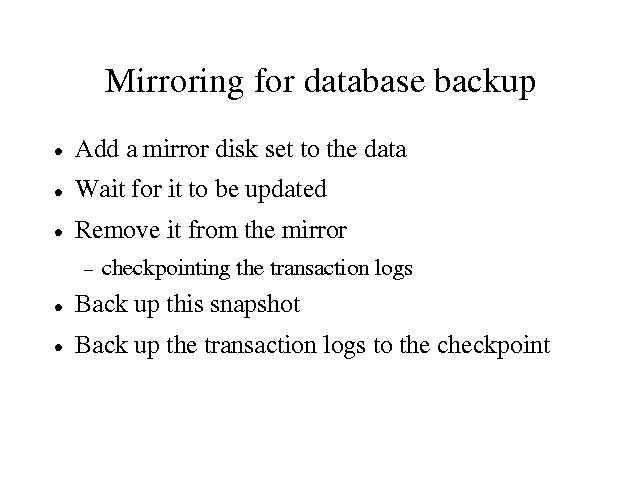 Mirroring for database backup
• Add a mirror disk set to the data
• Wait for it to be updated
• Remove it from the mirror
– checkpointing the transaction logs
• Back up this snapshot
• Back up the transaction logs to the checkpoint